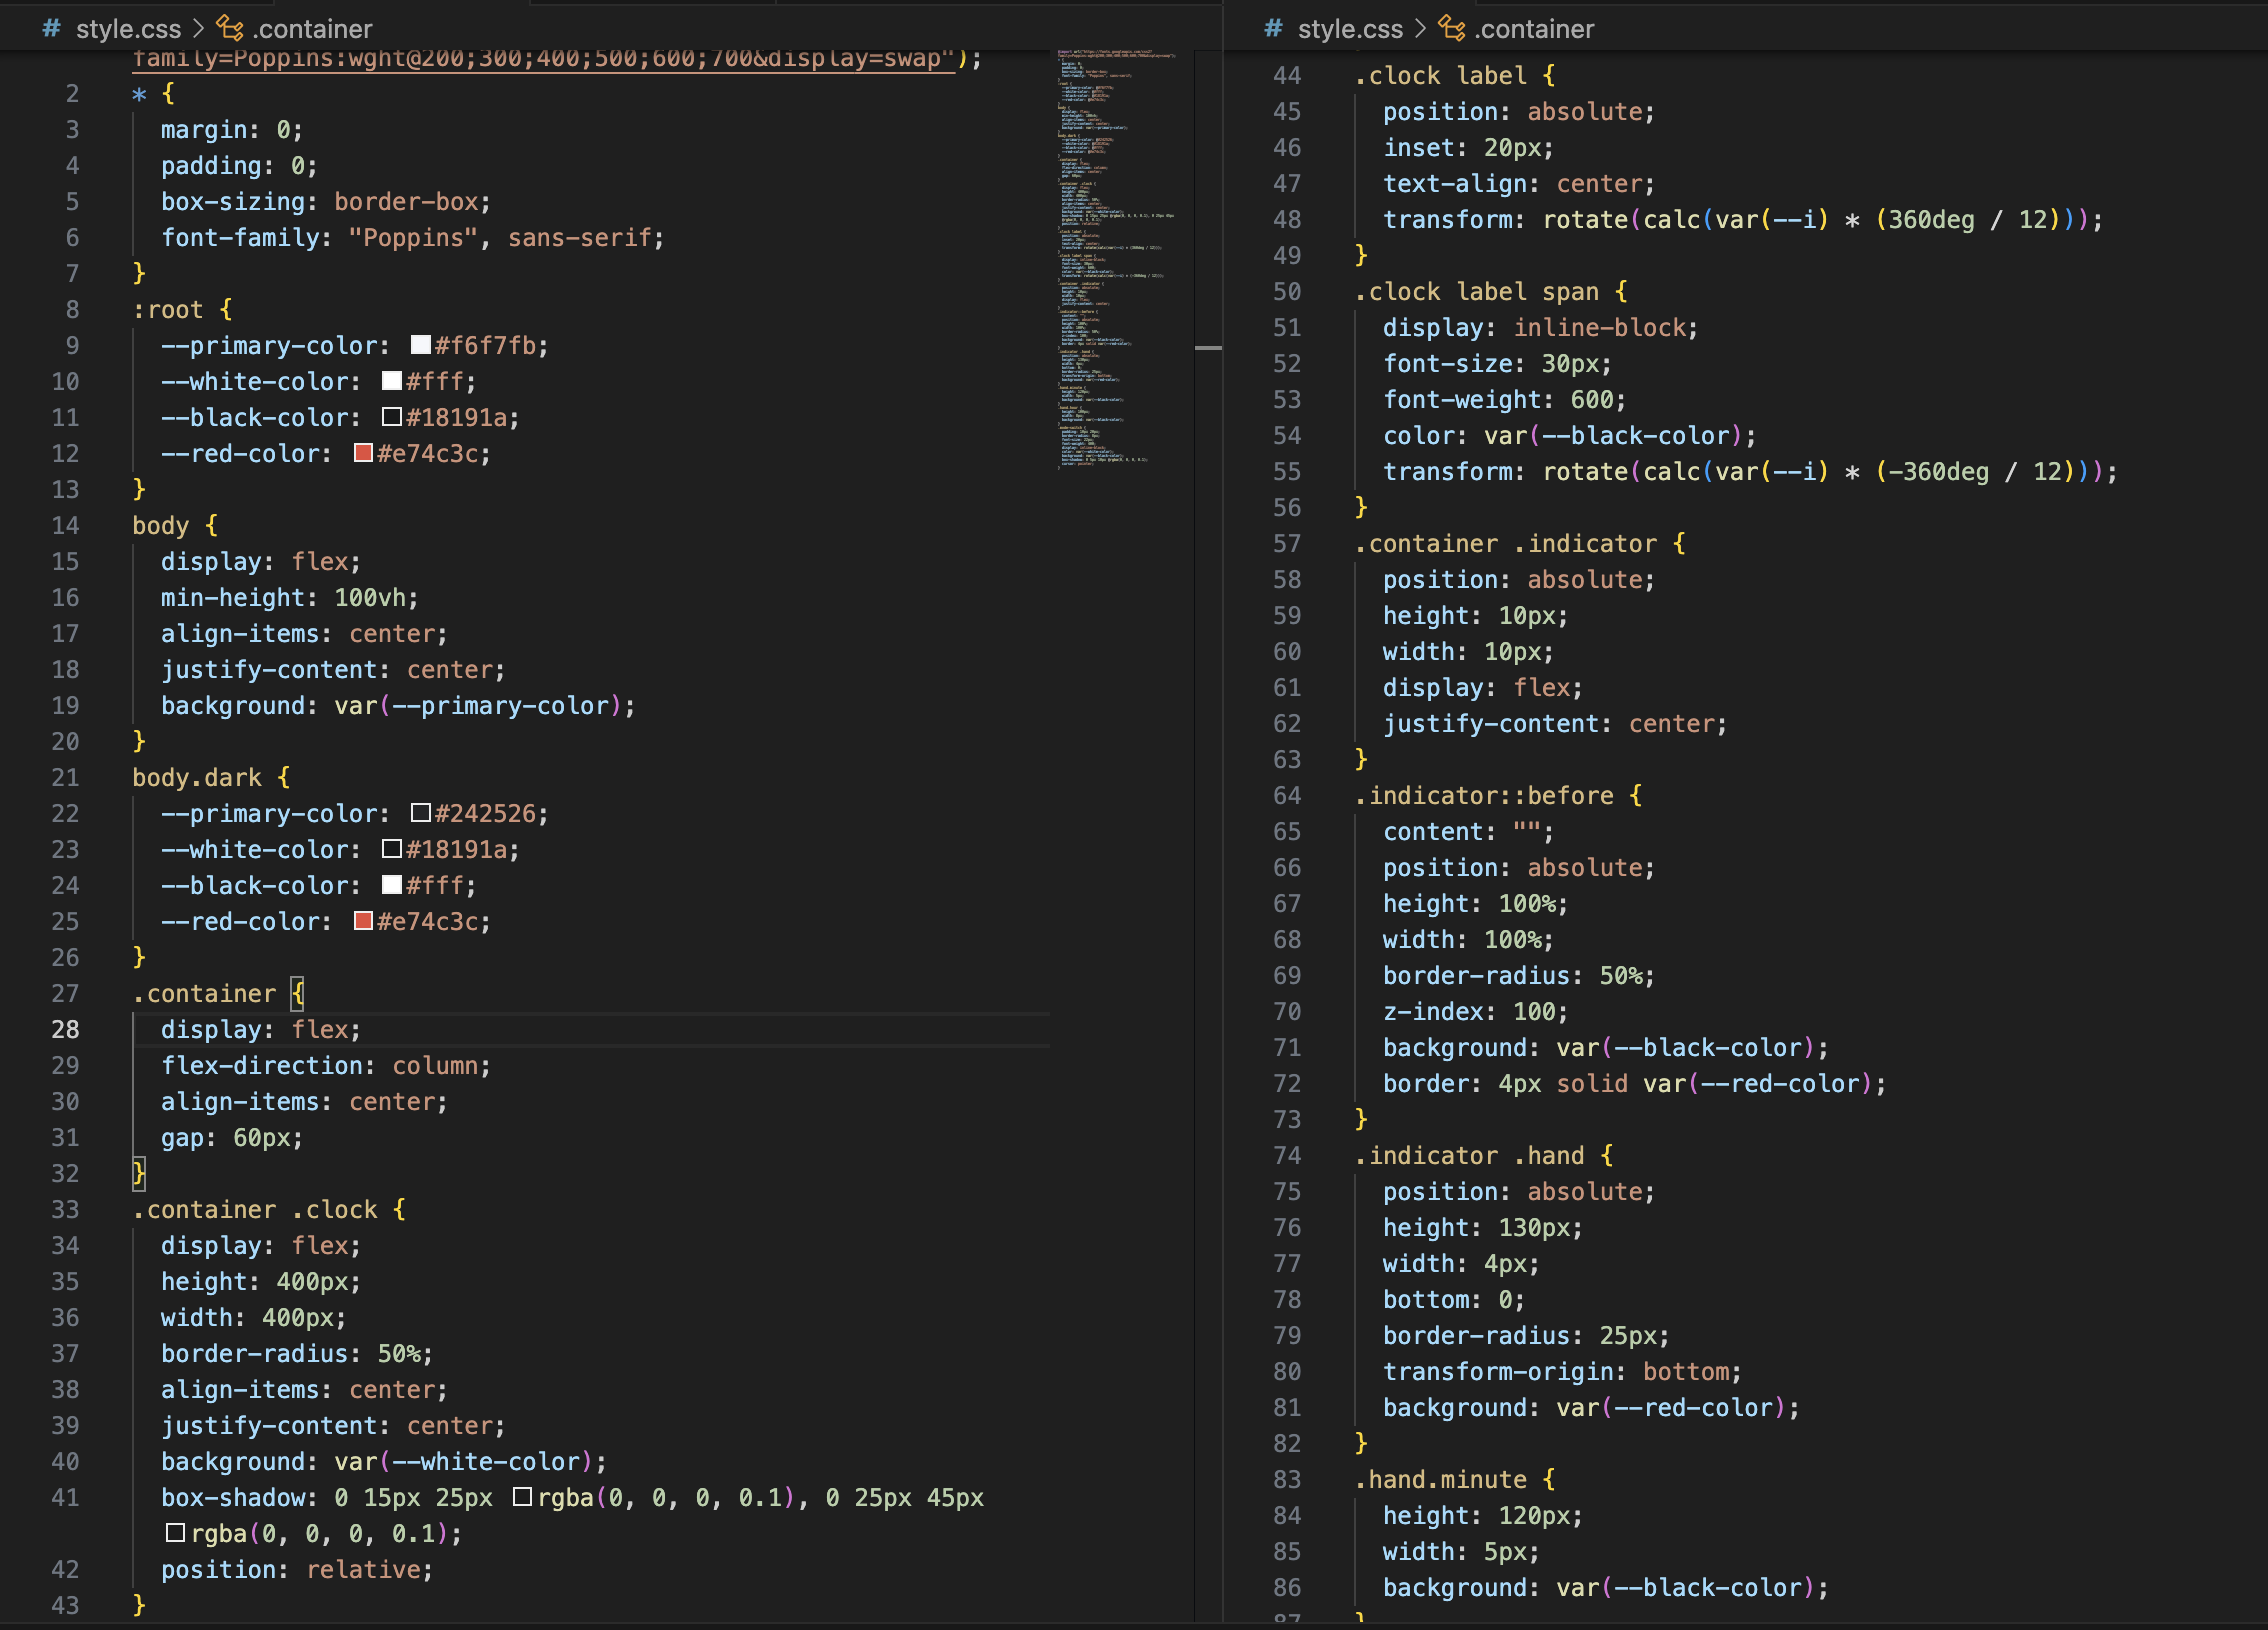 # style.css > .container
family=Poppins:wght@200;300;400;500;600;700&display=swap");
2 * {
3 margin: 0;
4 padding: 0;
5 box-sizing: border-box;
6 font-family: "Poppins", sans-serif;
7 }
8 :root {
9 --primary-color: #f6f7fb;
10 --white-color: #fff;
11 --black-color: #18191a;
12 --red-color: #e74c3c;
13 }
14 body {
15 display: flex;
16 min-height: 100vh;
17 align-items: center;
18 justify-content: center;
19 background: var(--primary-color);
20 }
21 body.dark {
22 --primary-color: #242526;
23 --white-color: #18191a;
24 --black-color: #fff;
25 --red-color: #e74c3c;
26 }
27 .container {
28 display: flex;
29 flex-direction: column;
30 align-items: center;
31 gap: 60px;
32 }
33 .container .clock {
34 display: flex;
35 height: 400px;
36 width: 400px;
37 border-radius: 50%;
38 align-items: center;
39 justify-content: center;
40 background: var(--white-color);
41 box-shadow: 0 15px 25px rgba(0, 0, 0, 0.1), 0 25px 45px
rgba(0, 0, 0, 0.1);
42 position: relative;
43 }
# style.css > .container
44 .clock label {
45 position: absolute;
46 inset: 20px;
47 text-align: center;
48 transform: rotate(calc(var(--i) * (360deg / 12)));
49 }
50 .clock label span {
51 display: inline-block;
52 font-size: 30px;
53 font-weight: 600;
54 color: var(--black-color);
55 transform: rotate(calc(var(--i) * (-360deg / 12)));
56 }
57 .container .indicator {
58 position: absolute;
59 height: 10px;
60 width: 10px;
61 display: flex;
62 justify-content: center;
63 }
64 .indicator::before {
65 content: "";
66 position: absolute;
67 height: 100%;
68 width: 100%;
69 border-radius: 50%;
70 z-index: 100;
71 background: var(--black-color);
72 border: 4px solid var(--red-color);
73 }
74 .indicator .hand {
75 position: absolute;
76 height: 130px;
77 width: 4px;
78 bottom: 0;
79 border-radius: 25px;
80 transform-origin: bottom;
81 background: var(--red-color);
82 }
83 .hand.minute {
84 height: 120px;
85 width: 5px;
86 background: var(--black-color);
87 }